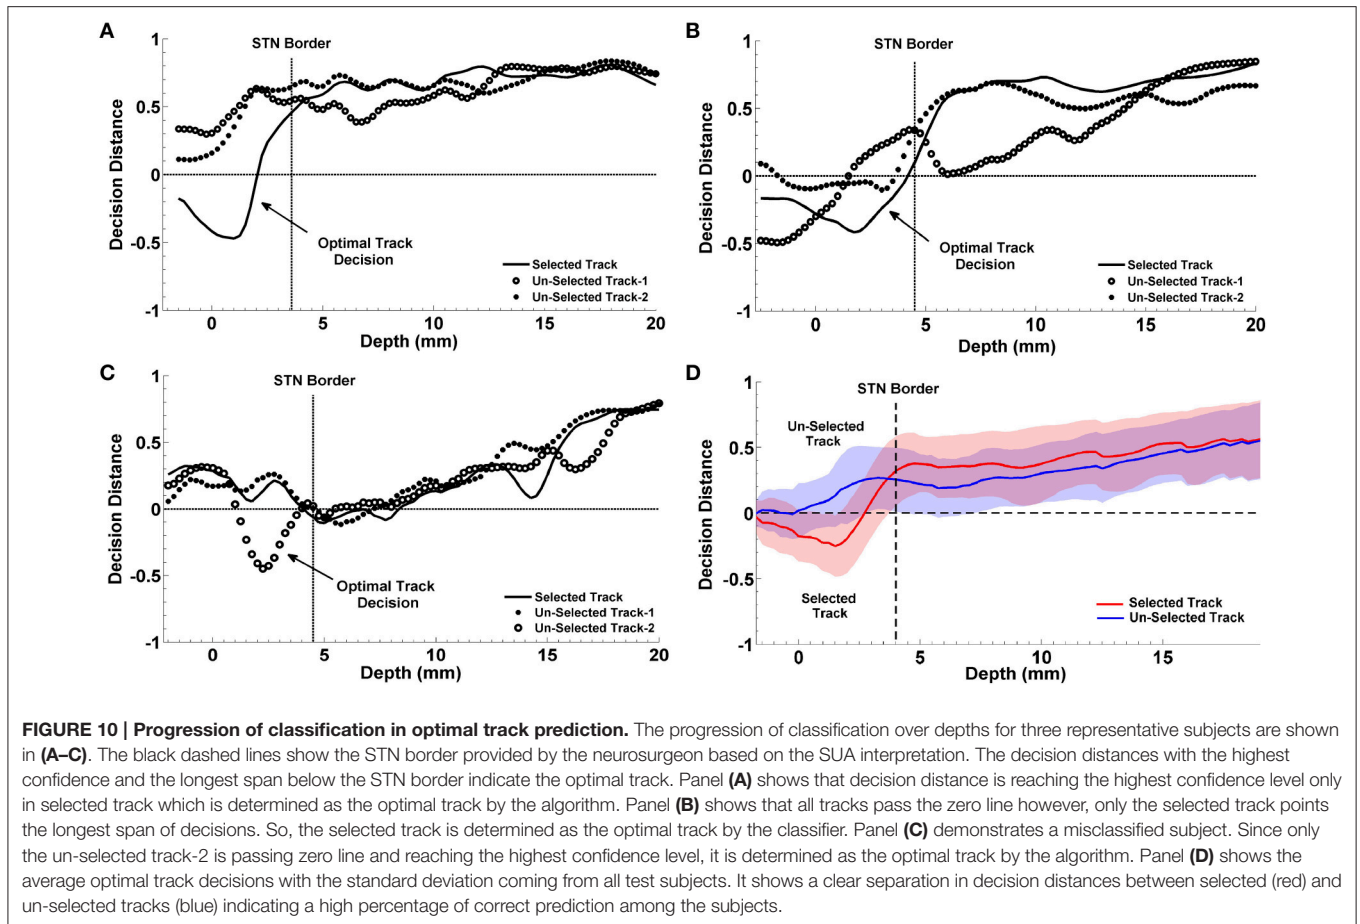 A
STN Border
1
0.5
0
-0.5
-1
Decision Distance
Optimal Track
Decision
Selected Track
Un-Selected Track-1
Un-Selected Track-2
0 5 10 15 20
Depth (mm)
B
STN Border
1
0.5
0
-0.5
-1
Decision Distance
Optimal Track
Decision
Selected Track
Un-Selected Track-1
Un-Selected Track-2
0 5 10 15 20
Depth (mm)
C
STN Border
1
0.5
0
-0.5
-1
Decision Distance
Optimal Track
Decision
Selected Track
Un-Selected Track-1
Un-Selected Track-2
0 5 10 15 20
Depth (mm)
D
STN Border
1
0.5
0
-0.5
-1
Decision Distance
Un-Selected
Track
Selected
Track
Selected Track
Un-Selected Track
0 5 10 15
Depth (mm)
FIGURE 10 | Progression of classification in optimal track prediction. The progression of classification over depths for three representative subjects are shown
in (A–C). The black dashed lines show the STN border provided by the neurosurgeon based on the SUA interpretation. The decision distances with the highest
confidence and the longest span below the STN border indicate the optimal track. Panel (A) shows that decision distance is reaching the highest confidence level only
in selected track which is determined as the optimal track by the algorithm. Panel (B) shows that all tracks pass the zero line however, only the selected track points
the longest span of decisions. So, the selected track is determined as the optimal track by the classifier. Panel (C) demonstrates a misclassified subject. Since only
the un-selected track-2 is passing zero line and reaching the highest confidence level, it is determined as the optimal track by the algorithm. Panel (D) shows the
average optimal track decisions with the standard deviation coming from all test subjects. It shows a clear separation in decision distances between selected (red) and
un-selected tracks (blue) indicating a high percentage of correct prediction among the subjects.